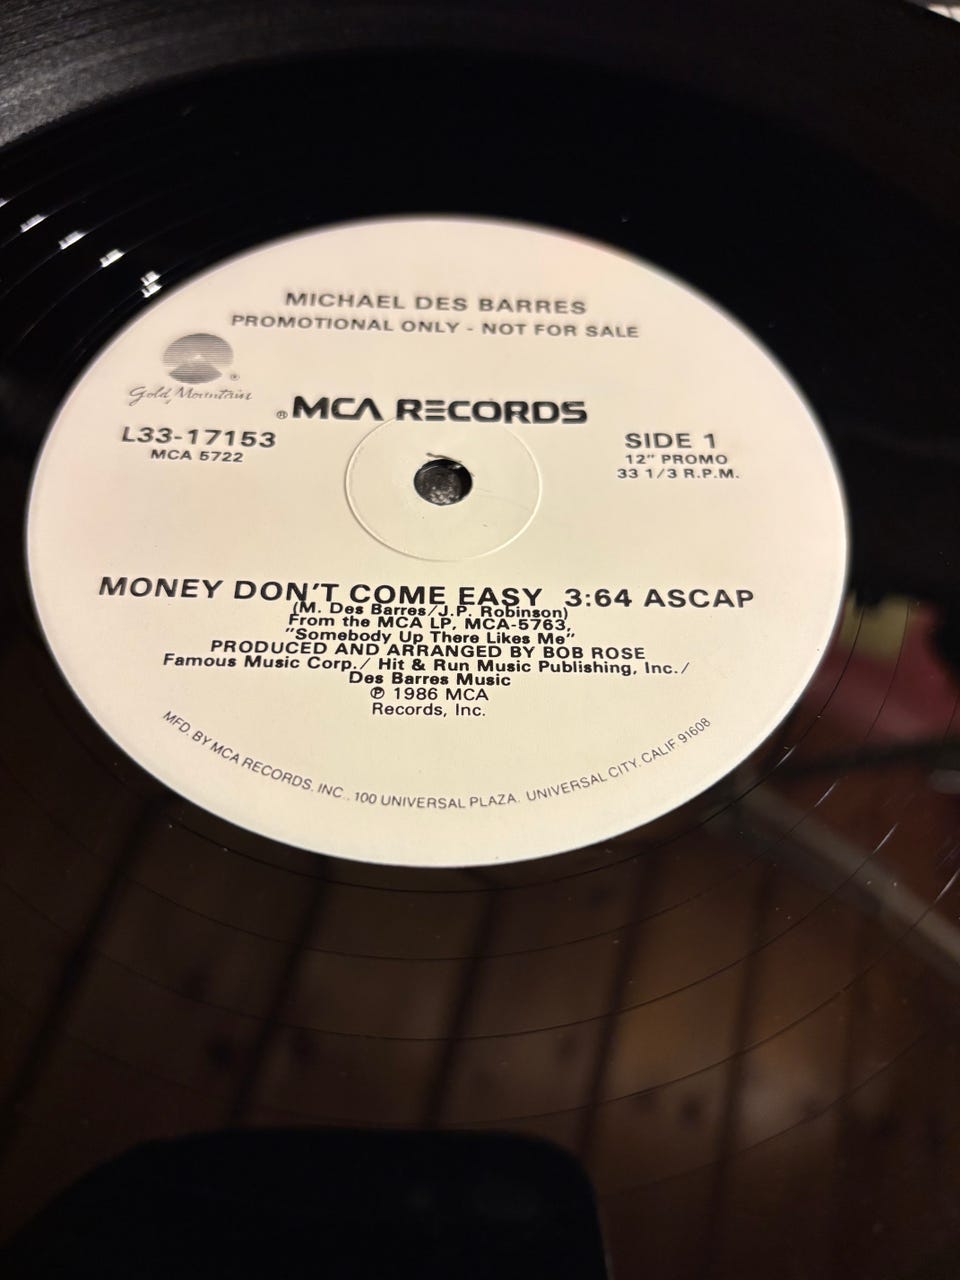 MICHAEL DES BARRES
PROMOTIONAL ONLY - NOT FOR SALE
Gold Mountain ®
® MCA RECORDS
L33-17153
MCA 5722
SIDE 1
12" PROMO
33 1/3 R.P.M.
MONEY DON'T COME EASY 3:64 ASCAP
(M. Des Barres/J.P. Robinson)
From the MCA LP, MCA-5763,
"Somebody Up There Likes Me"
PRODUCED AND ARRANGED BY BOB ROSE
Famous Music Corp./ Hit & Run Music Publishing, Inc./
Des Barres Music
℗ 1986 MCA
Records, Inc.
MFD. BY MCA RECORDS, INC., 100 UNIVERSAL PLAZA, UNIVERSAL CITY, CALIF. 91608